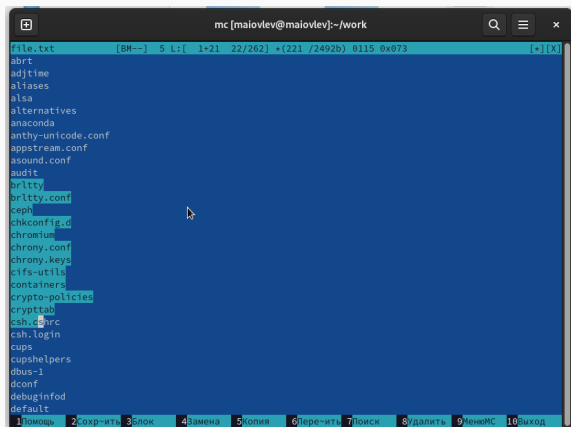 mc [maiovlev@maiovlev]:~/work
file.txt [BM--] 5 L:[ 1+21 22/262] *(221 /2492b) 0115 0x073 [*][X]
abrt
adjtime
aliases
alsa
alternatives
anaconda
anthy-unicode.conf
appstream.conf
asound.conf
audit
brltty
brltty.conf
ceph
chkconfig.d
chromium
chrony.conf
chrony.keys
cifs-utils
containers
crypto-policies
crypttab
csh.cshrc
csh.login
cups
cupshelpers
dbus-1
dconf
debuginfod
default
1Помощь 2Сохр~ить 3Блок 4Замена 5Копия 6Пере~ить 7Поиск 8Удалить 9МенюMC 10Выход